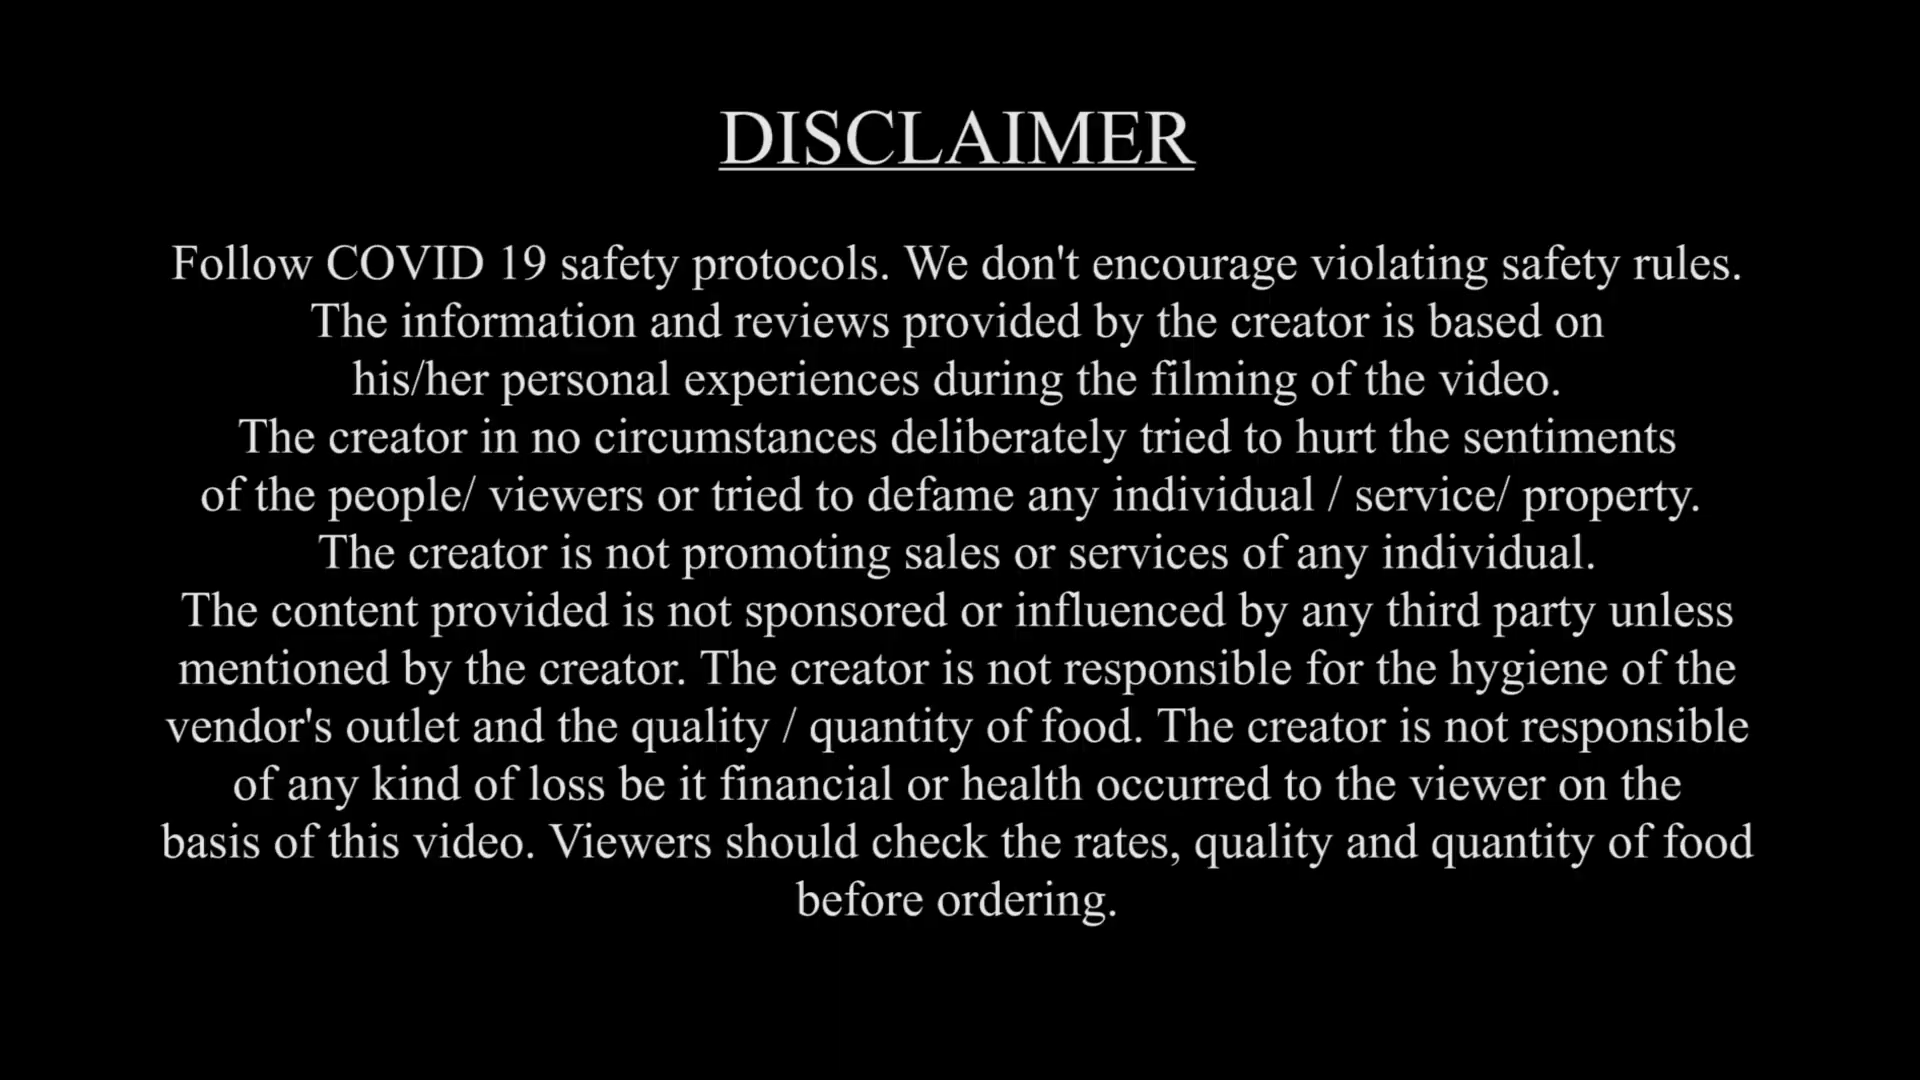 DISCLAIMER
Follow COVID 19 safety protocols. We don't encourage violating safety rules.
The information and reviews provided by the creator is based on
his/her personal experiences during the filming of the video.
The creator in no circumstances deliberately tried to hurt the sentiments
of the people/ viewers or tried to defame any individual / service/ property.
The creator is not promoting sales or services of any individual.
The content provided is not sponsored or influenced by any third party unless
mentioned by the creator. The creator is not responsible for the hygiene of the
vendor's outlet and the quality / quantity of food. The creator is not responsible
of any kind of loss be it financial or health occurred to the viewer on the
basis of this video. Viewers should check the rates, quality and quantity of food
before ordering.